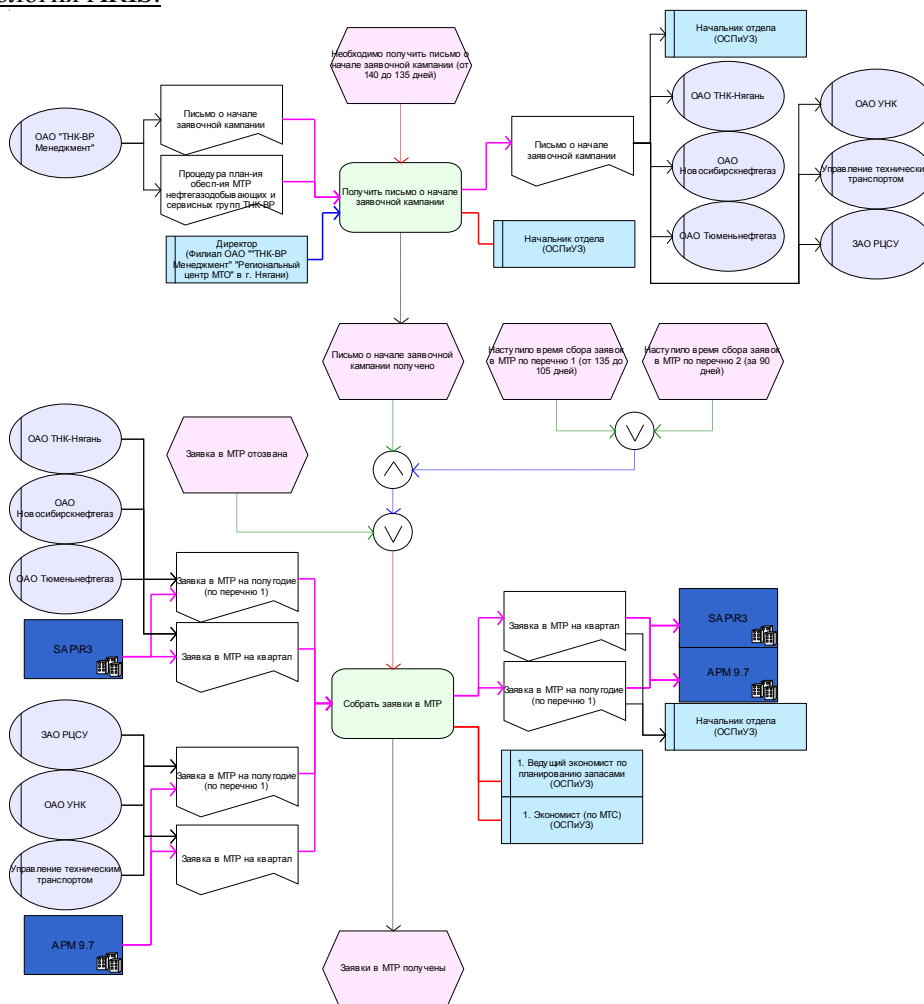 ология ARIS:
Необходимо получить письмо о
начале заявочной кампании (от
140 до 135 дней)
Начальник отдела
(ОСПиУЗ)
ОАО "ТНК-ВР
Менеджмент"
Письмо о начале
заявочной кампании
Процедура план-ия
обесп-ия МТР
нефтегазодобывающих
и сервисных групп ТНК-ВР
Директор
(Филиал ОАО ""ТНК-ВР
Менеджмент" "Региональный
центр МТО" в г. Нягани)
Получить письмо о начале
заявочной кампании
Письмо о начале
заявочной кампании
Начальник отдела
(ОСПиУЗ)
ОАО ТНК-Нягань
ОАО
Новосибирскнефтегаз
ОАО Тюменьнефтегаз
ОАО УНК
Управление технически
транспортом
ЗАО РЦСУ
Письмо о начале заявочной
кампании получено
Наступило время сбора заявок
в МТР по перечню 1 (от 135 до
105 дней)
Наступило время сбора заявок
в МТР по перечню 2 (за 90
дней)
Заявка в МТР отозвана
ОАО ТНК-Нягань
ОАО
Новосибирскнефтегаз
ОАО Тюменьнефтегаз
SAP\R3
Заявка в МТР на полугодие
(по перечню 1)
Заявка в МТР на квартал
ЗАО РЦСУ
ОАО УНК
Управление техническим
транспортом
АРМ 9.7
Заявка в МТР на полугодие
(по перечню 1)
Заявка в МТР на квартал
Собрать заявки в МТР
Заявка в МТР на квартал
Заявка в МТР на полугодие
(по перечню 1)
SAP\R3
АРМ 9.7
Начальник отдела
(ОСПиУЗ)
1. Ведущий экономист по
планированию запасами
(ОСПиУЗ)
1. Экономист (по МТС)
(ОСПиУЗ)
Заявки в МТР получены